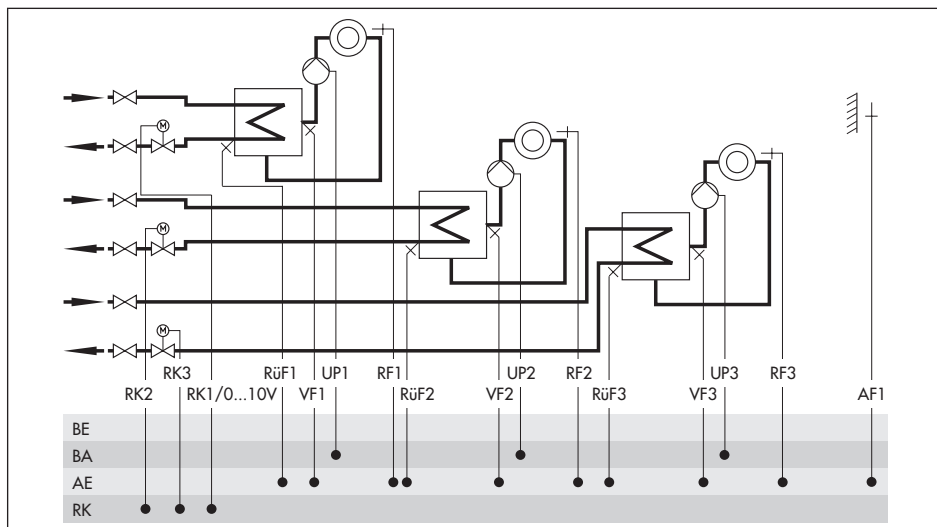 M
M
M
RK3 RüF1 UP1 RF1 UP2 RF2 UP3 RF3
RK2 RK1/0...10V VF1 RüF2 VF2 RüF3 VF3 AF1
BE
BA
AE
RK